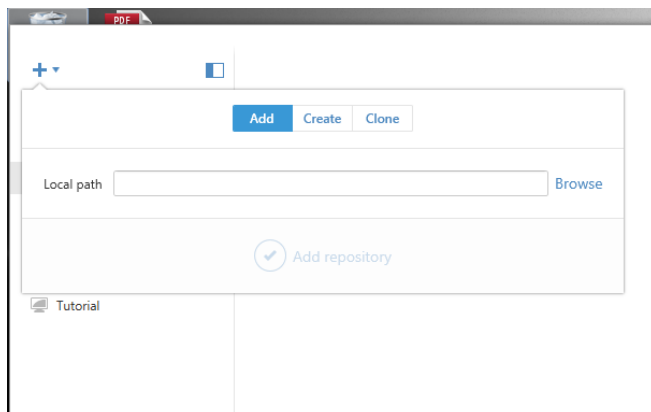 PDF
Add Create Clone
Local path Browse
Add repository
Tutorial